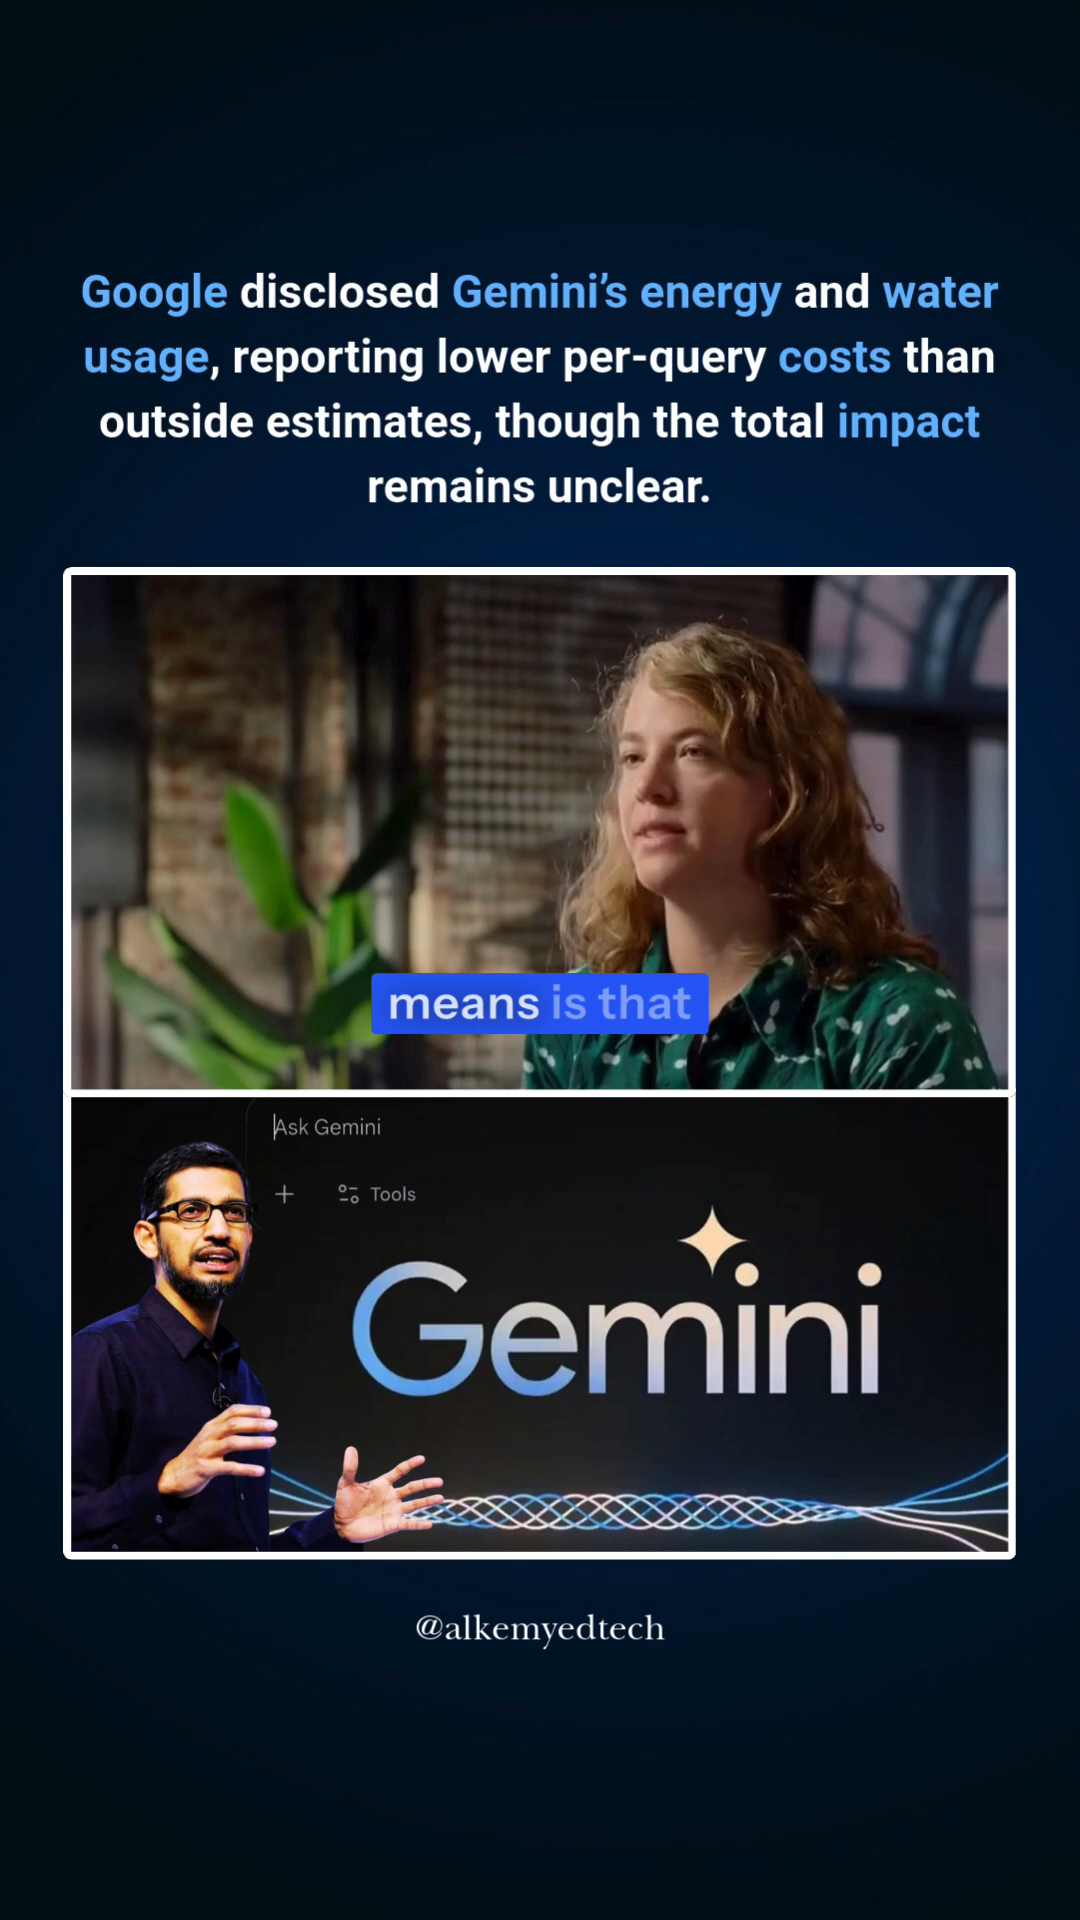 Google disclosed Gemini’s energy and water
usage, reporting lower per-query costs than
outside estimates, though the total impact
remains unclear.
means is that
Ask Gemini
Tools
Gemini
@alkemyedtech